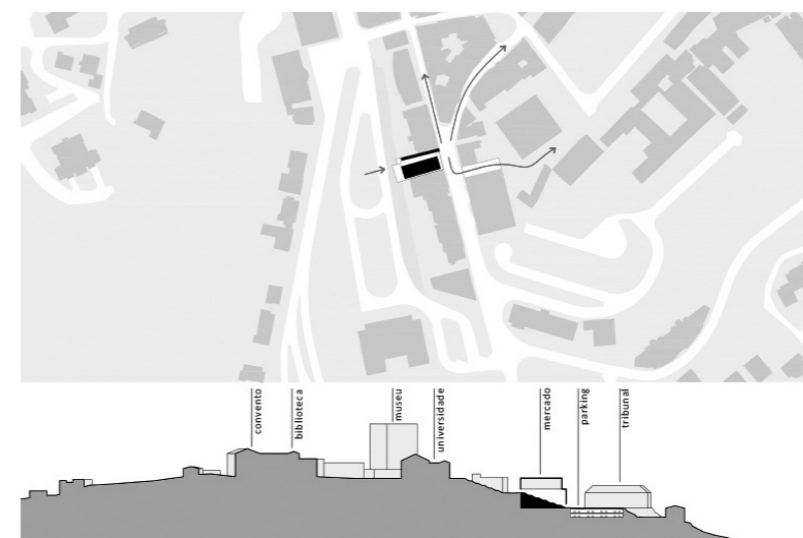 convento
biblioteca
museu
universidade
mercado
parking
tribunal